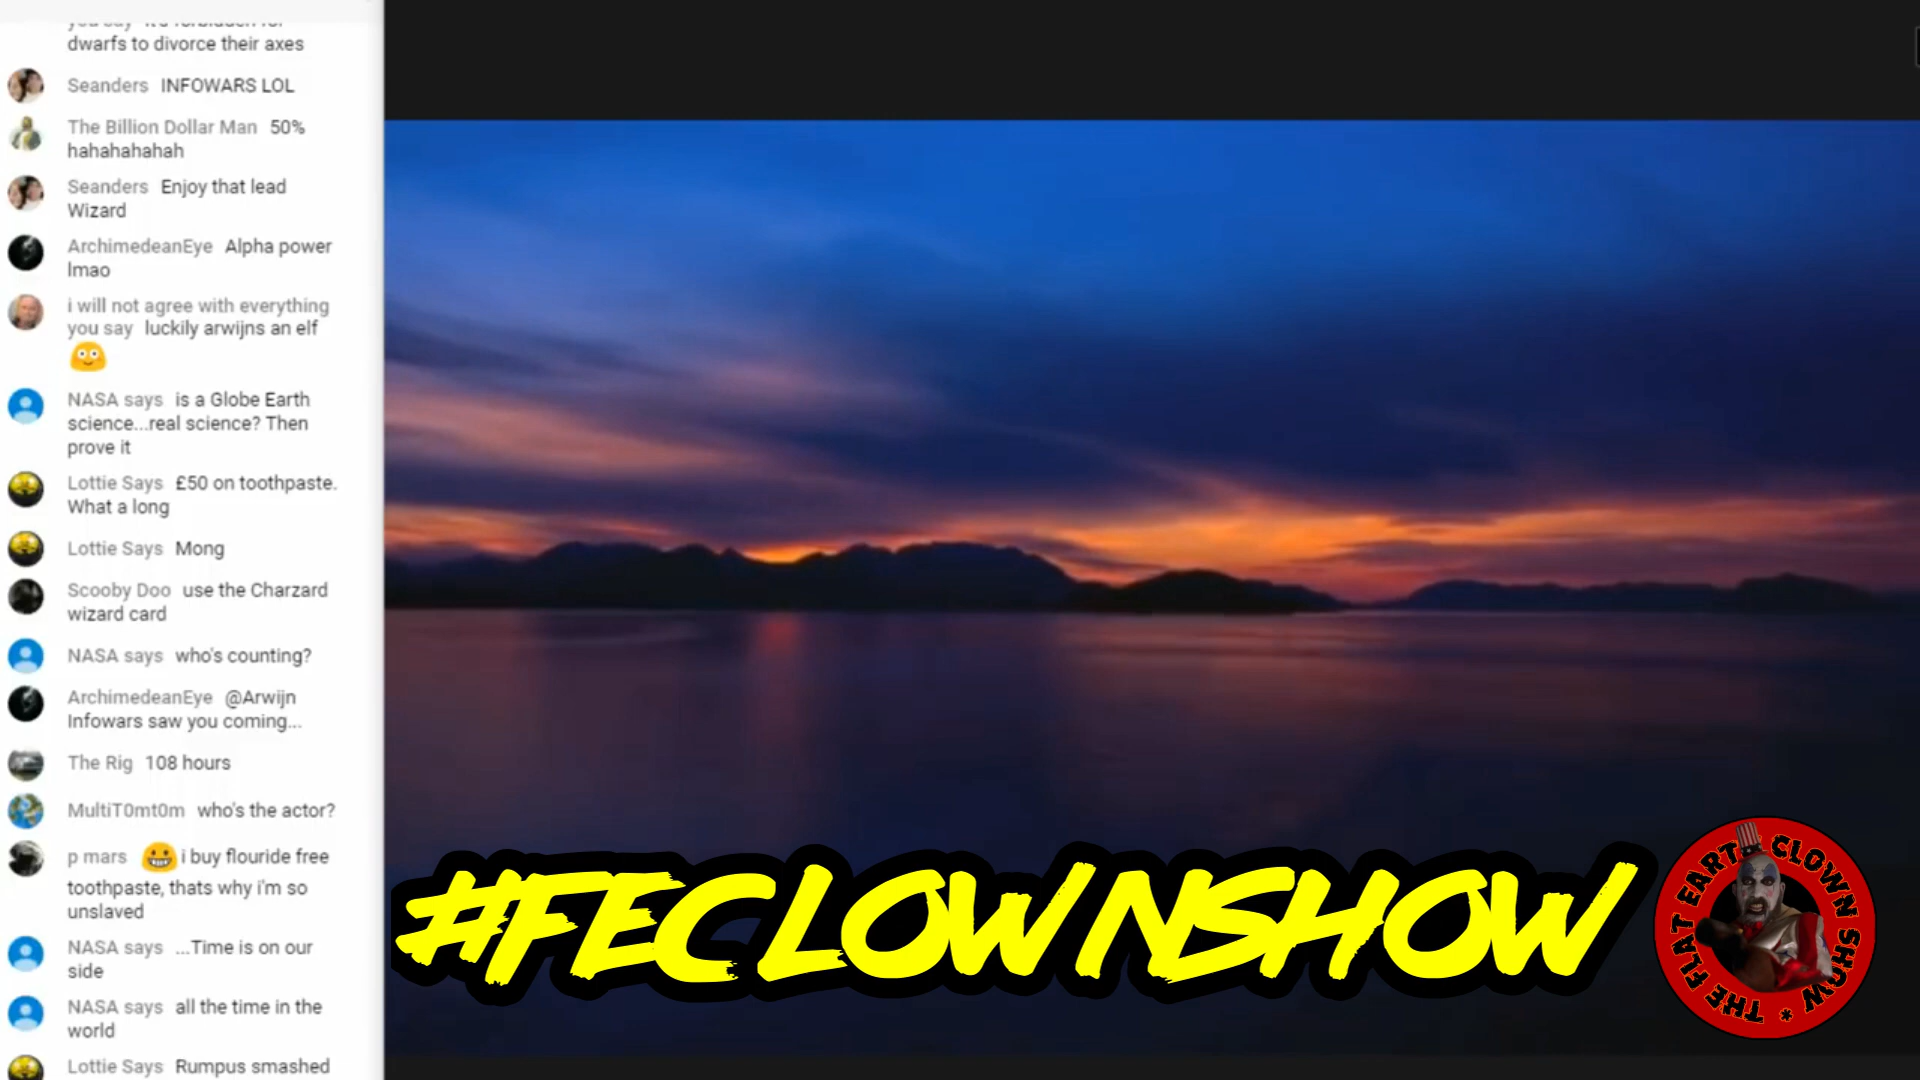 you say it's forbidden for
dwarfs to divorce their axes
Seanders INFOWARS LOL
The Billion Dollar Man 50%
hahahahahah
Seanders Enjoy that lead
Wizard
ArchimedeanEye Alpha power
lmao
i will not agree with everything
you say luckily arwijns an elf
NASA says is a Globe Earth
science...real science? Then
prove it
Lottie Says £50 on toothpaste.
What a long
Lottie Says Mong
Scooby Doo use the Charzard
wizard card
NASA says who's counting?
ArchimedeanEye @Arwijn
Infowars saw you coming...
The Rig 108 hours
MultiT0mt0m who's the actor?
p mars i buy flouride free
toothpaste, thats why i'm so
unslaved
NASA says ...Time is on our
side
NASA says all the time in the
world
Lottie Says Rumpus smashed
#FECLOWNSHOW
THE FLAT EARTH CLOWN SHOW *